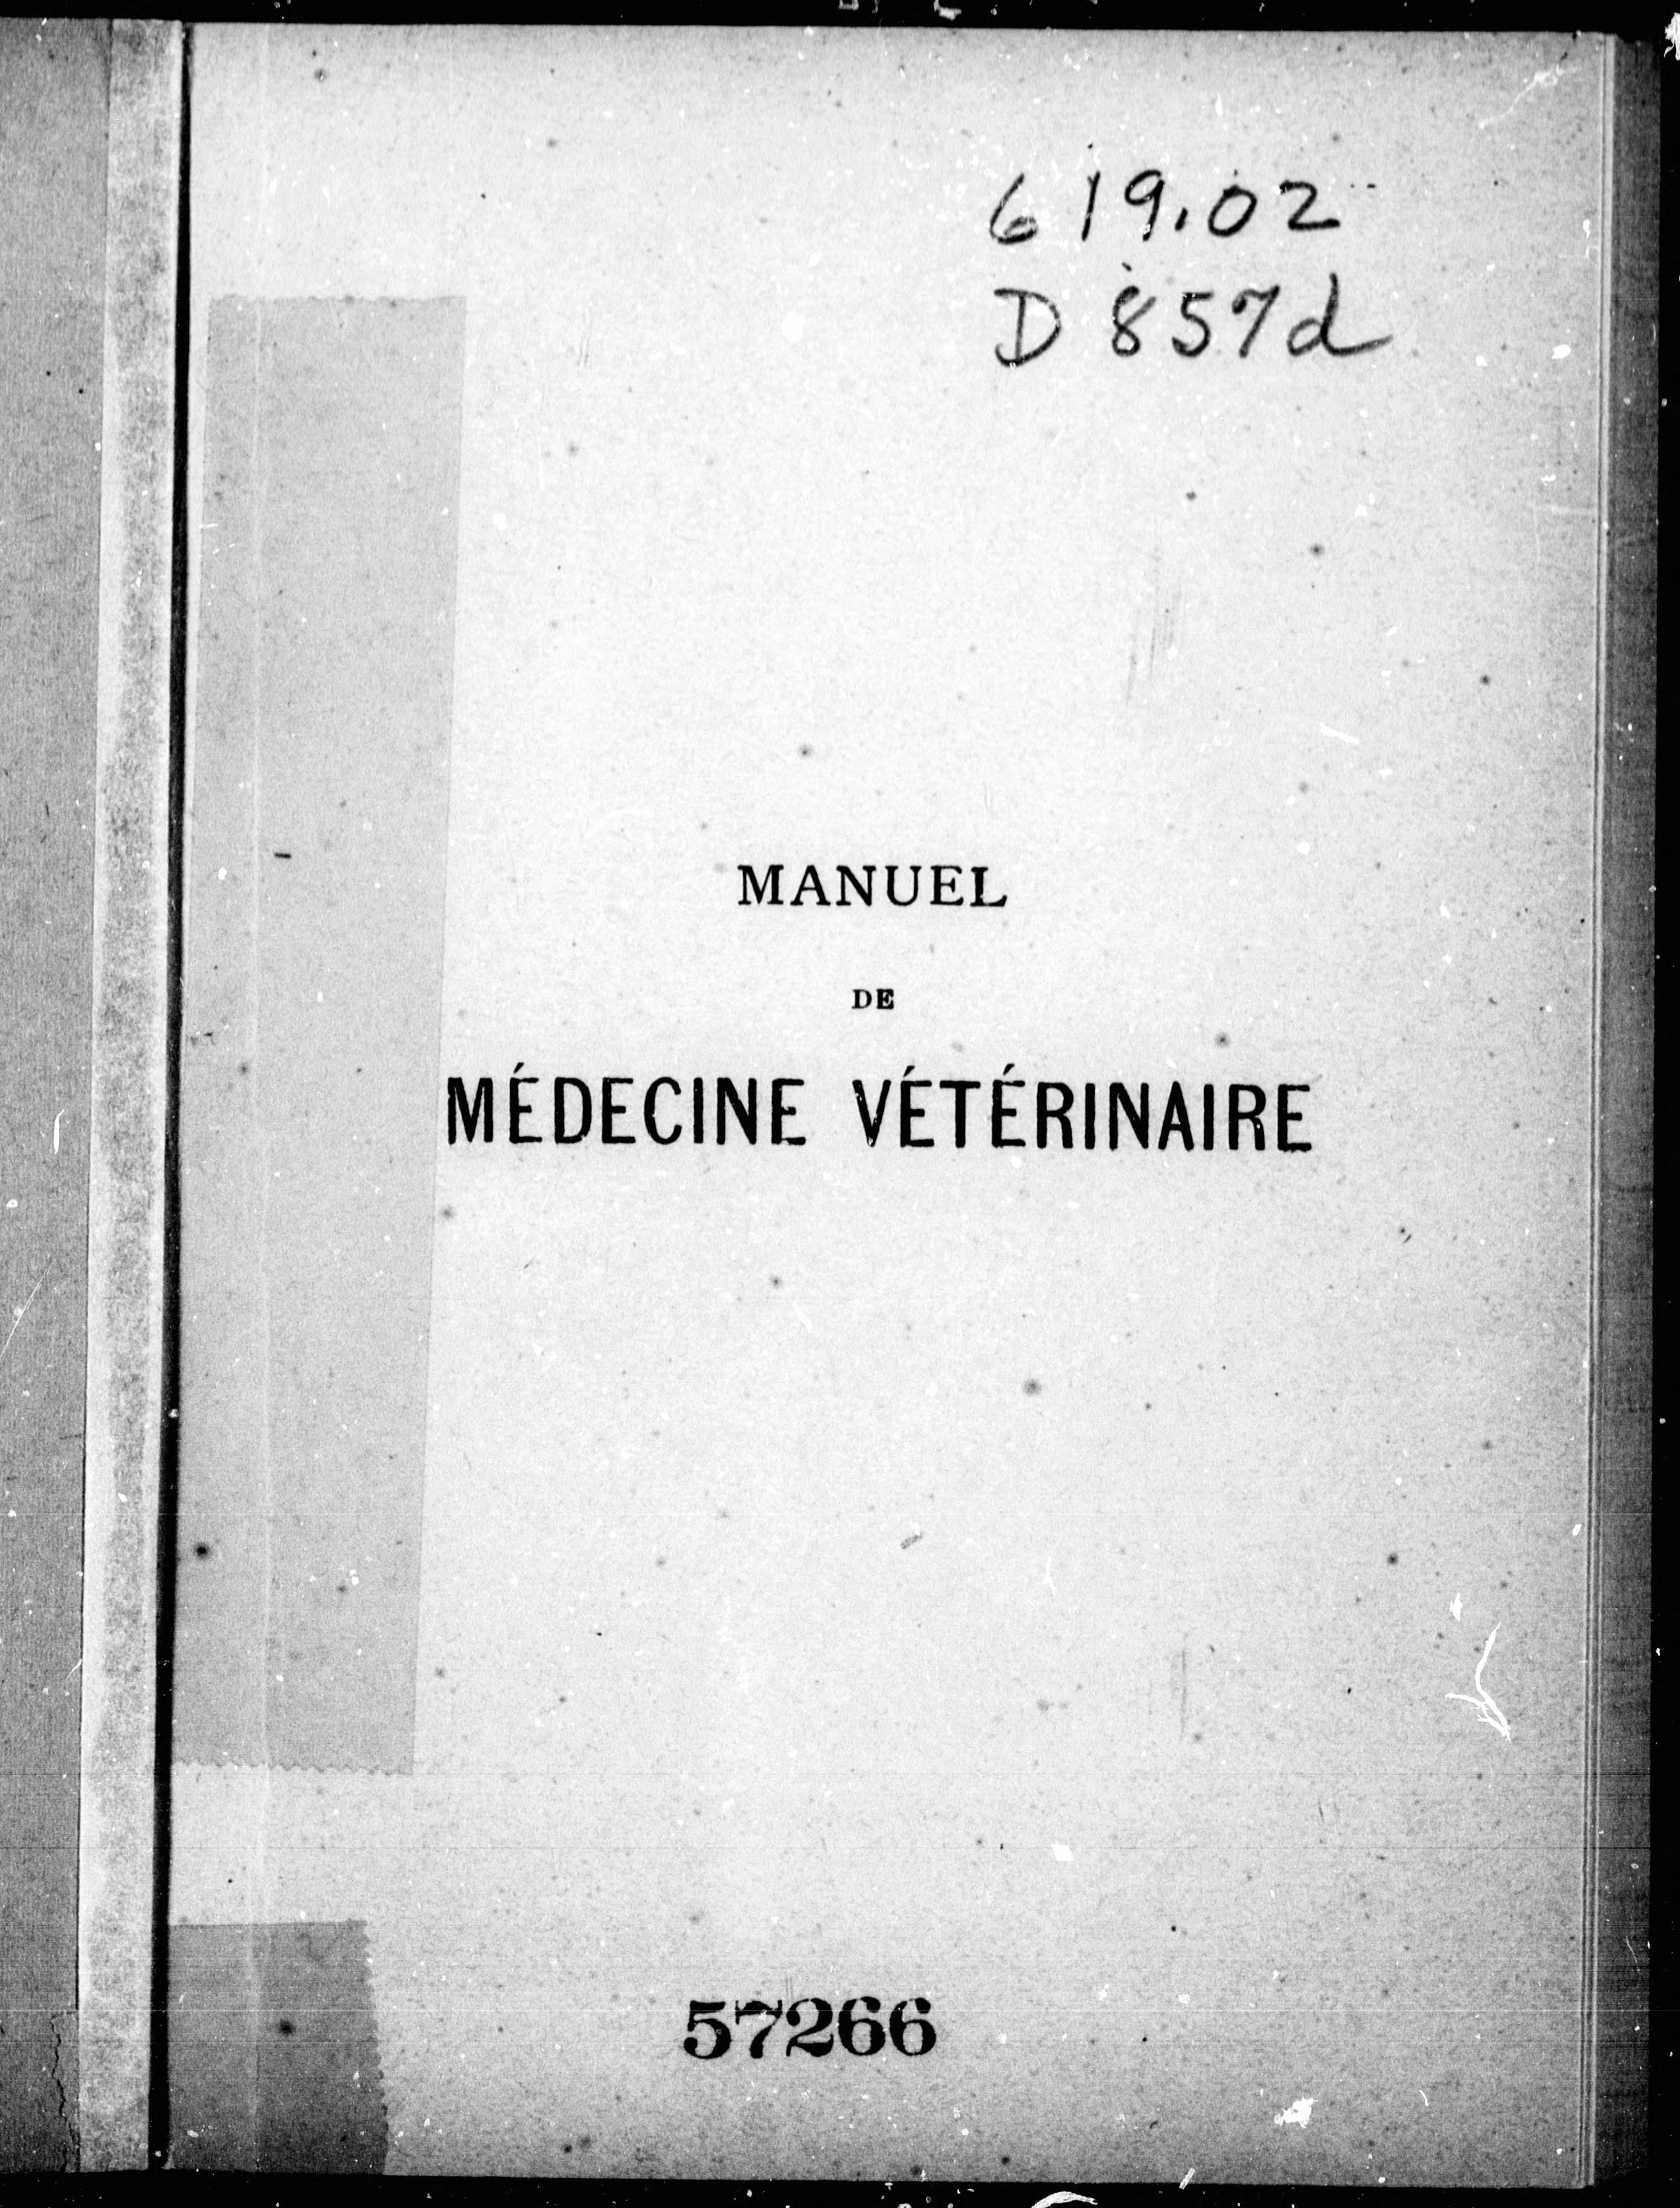 619.02
D857d
MANUEL
DE
MÉDECINE VÉTÉRINAIRE
57266